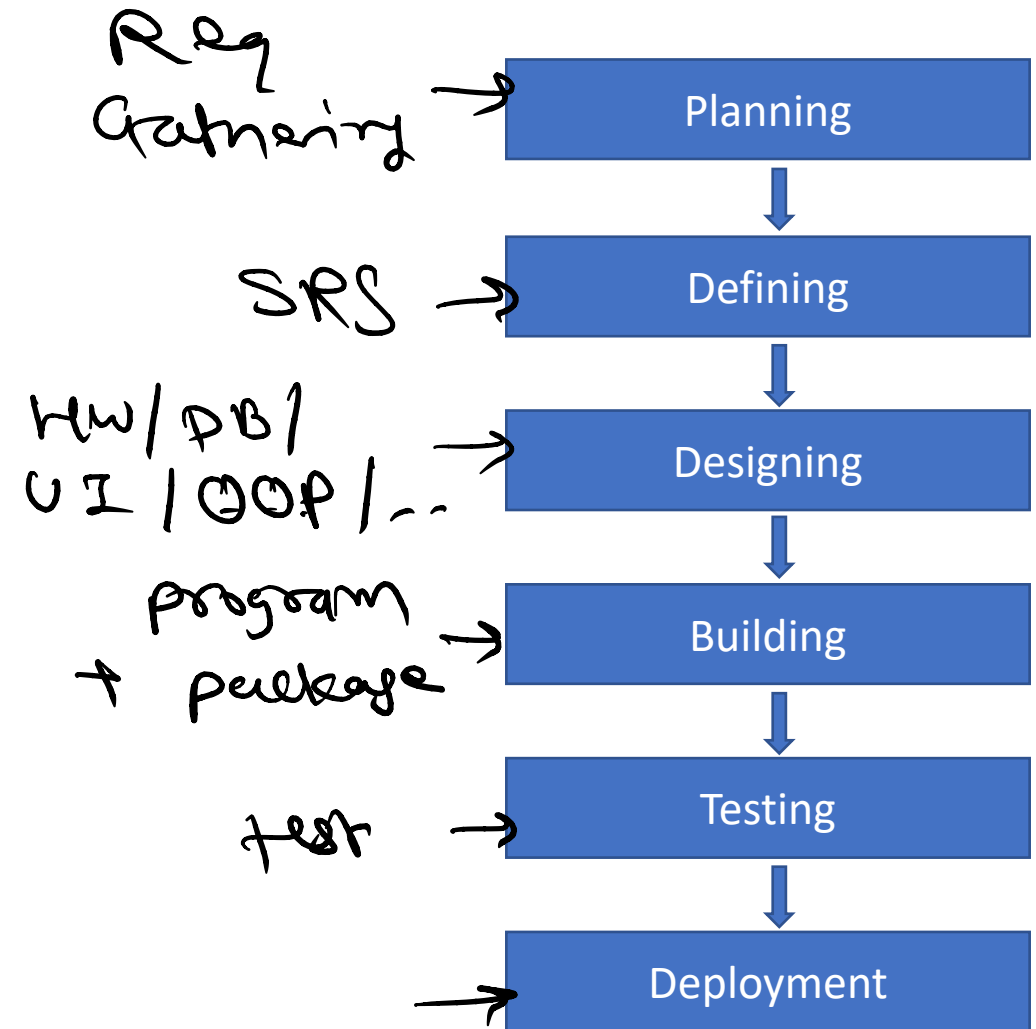 Req
Gathering
Planning
SRS
Defining
HW/DB/
UI/OOP/...
Designing
program
+ package
Building
test
Testing
Deployment